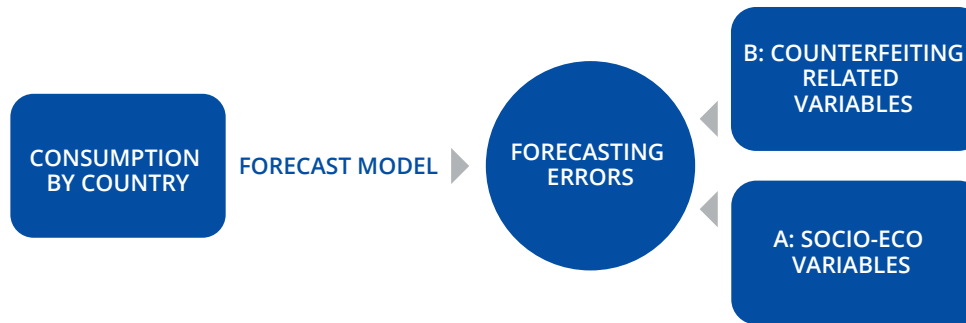 CONSUMPTION
BY COUNTRY
FORECAST MODEL
FORECASTING
ERRORS
B: COUNTERFEITING
RELATED
VARIABLES
A: SOCIO-ECO
VARIABLES